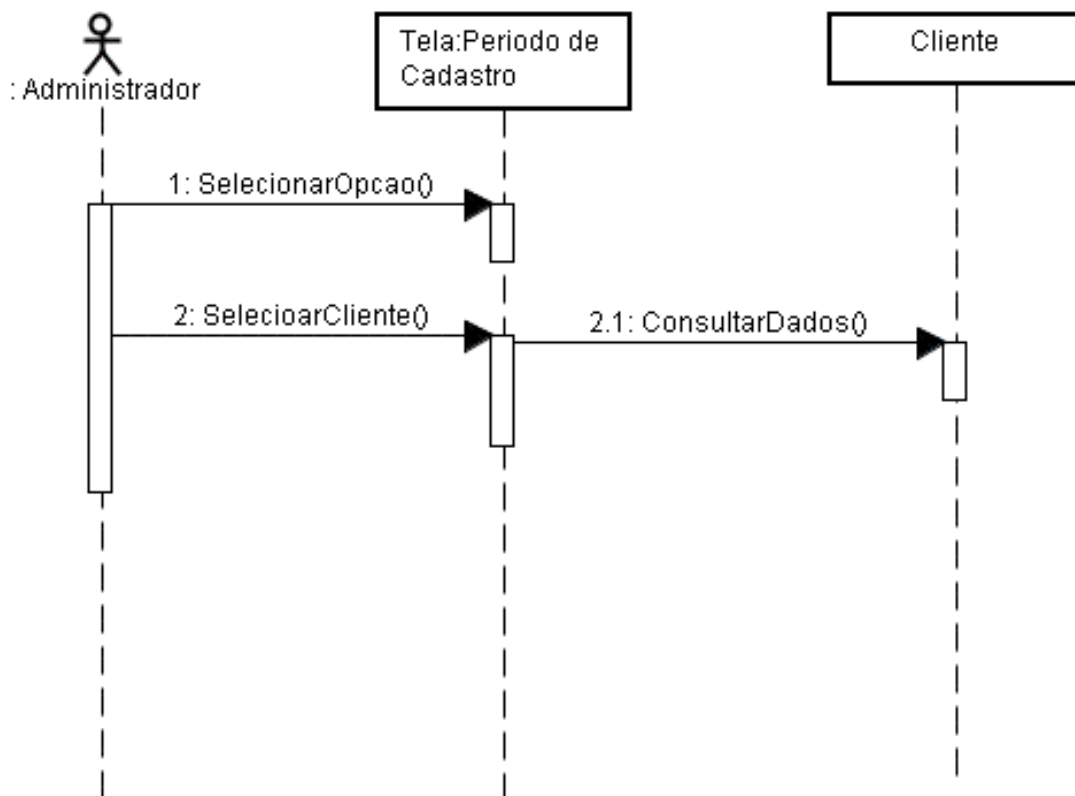 : Administrador
Tela:Periodo de
Cadastro
Cliente
1: SelecionarOpcao()
2: SelecioarCliente()
2.1: ConsultarDados()